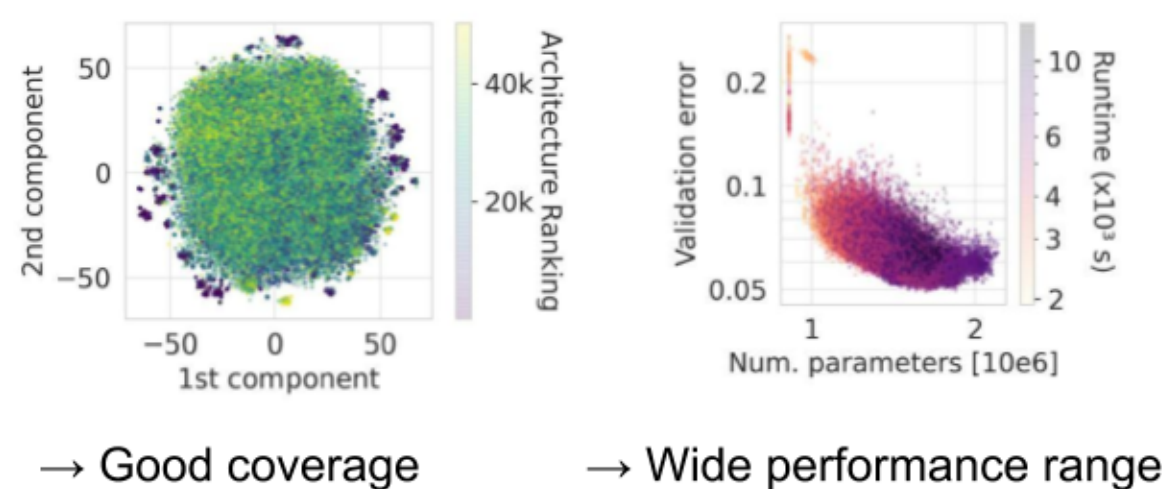 50
0
−50
2nd component
−50 0 50
1st component
40k
20k
Architecture Ranking
0.2
0.1
0.05
Validation error
1 2
Num. parameters [10e6]
10
6
4
3
2
Runtime (x10³ s)
→ Good coverage
→ Wide performance range